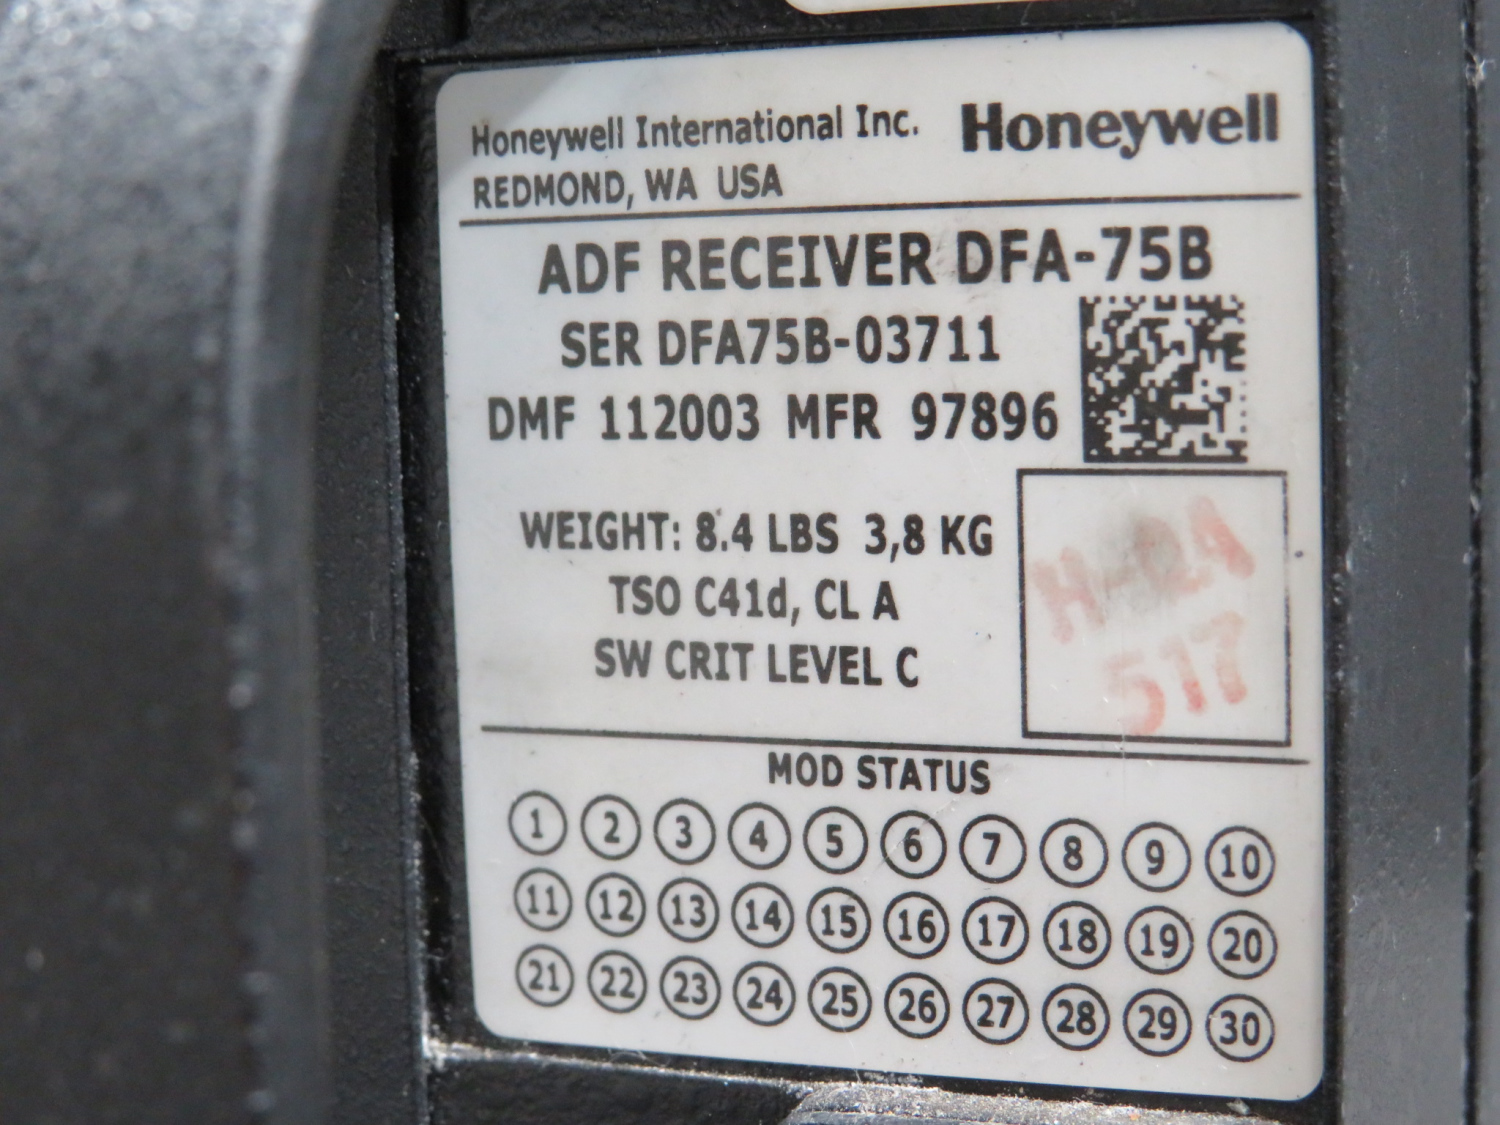 Honeywell International Inc. Honeywell
REDMOND, WA USA
ADF RECEIVER DFA-75B
SER DFA75B-03711
DMF 112003 MFR 97896
WEIGHT: 8.4 LBS 3,8 KG
TSO C41d, CL A
SW CRIT LEVEL C
517
MOD STATUS
1 2 3 4 5 6 7 8 9 10
11 12 13 14 15 16 17 18 19 20
21 22 23 24 25 26 27 28 29 30